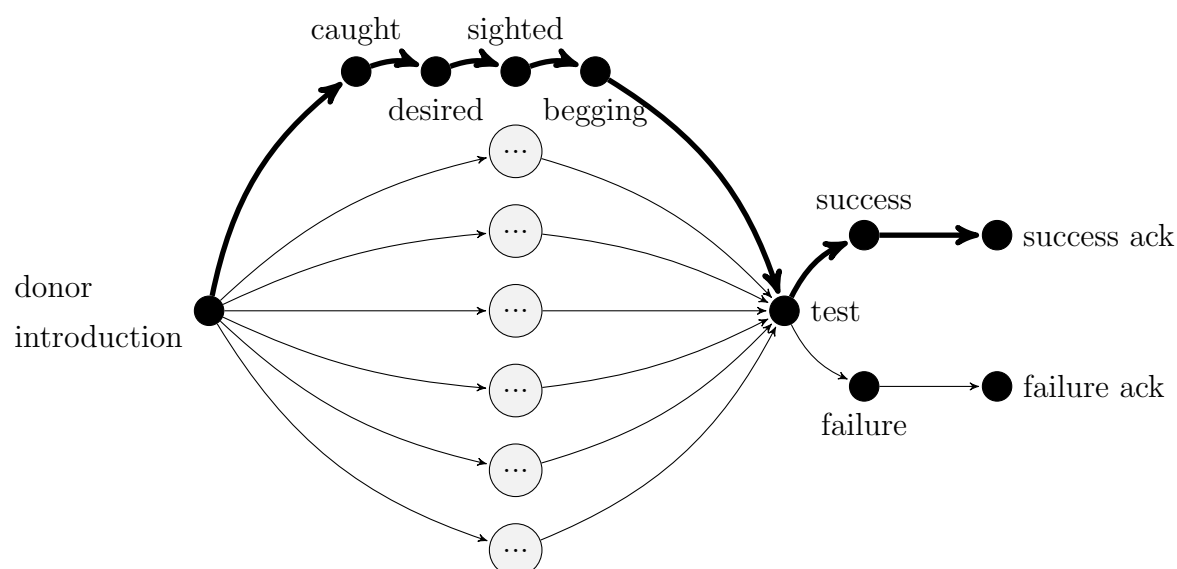 caught
sighted
desired
begging
...
...
success
success ack
...
donor
introduction
test
...
failure ack
failure
...
...